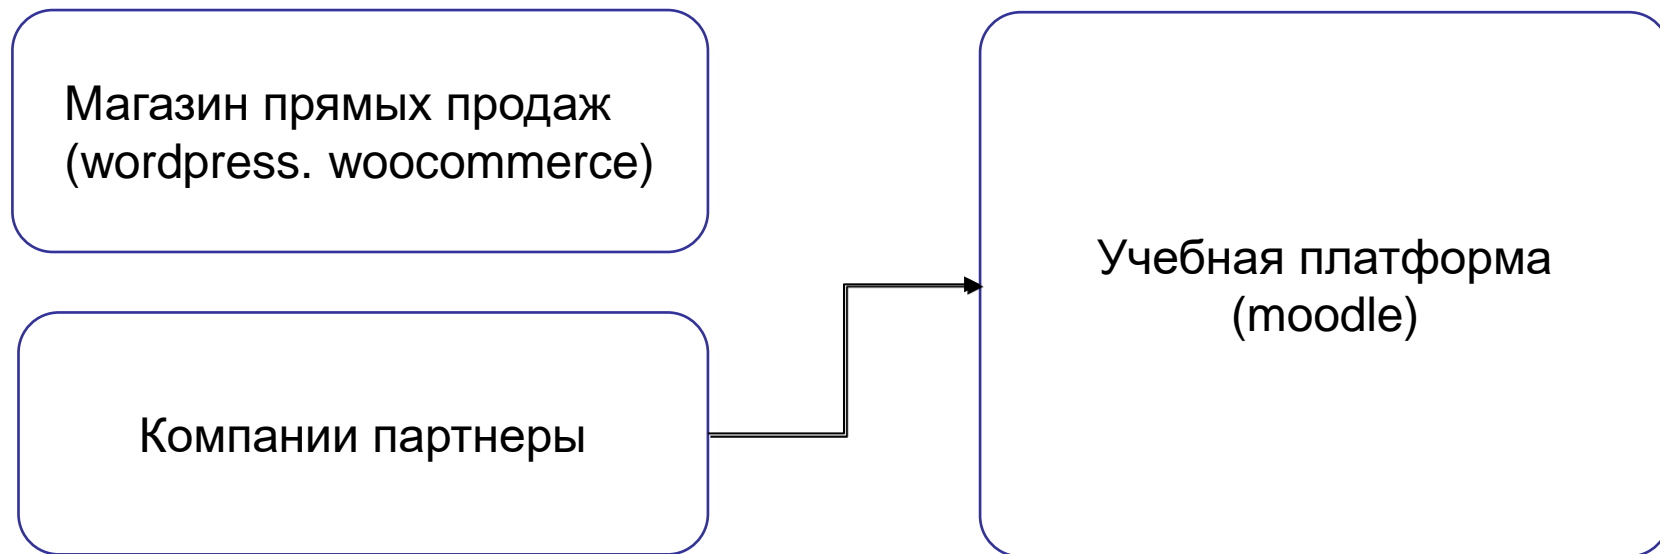 Магазин прямых продаж
(wordpress. woocommerce)
Компании партнеры
Учебная платформа
(moodle)